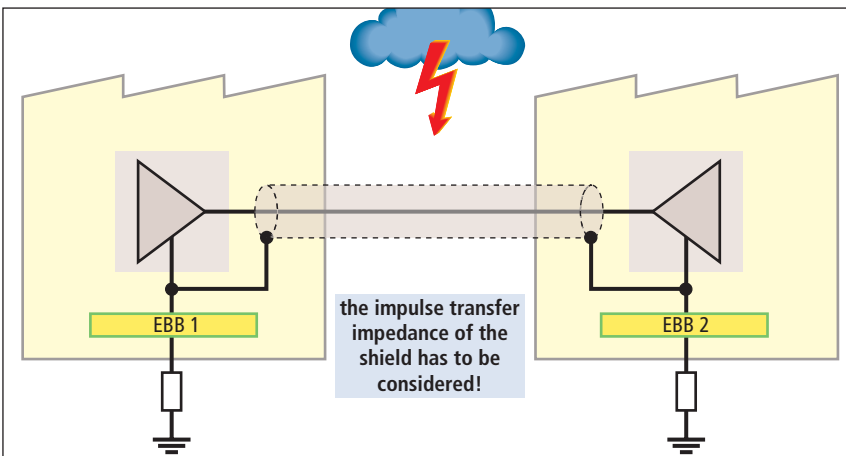 EBB 1
the impulse transfer
impedance of the
shield has to be
considered!
EBB 2